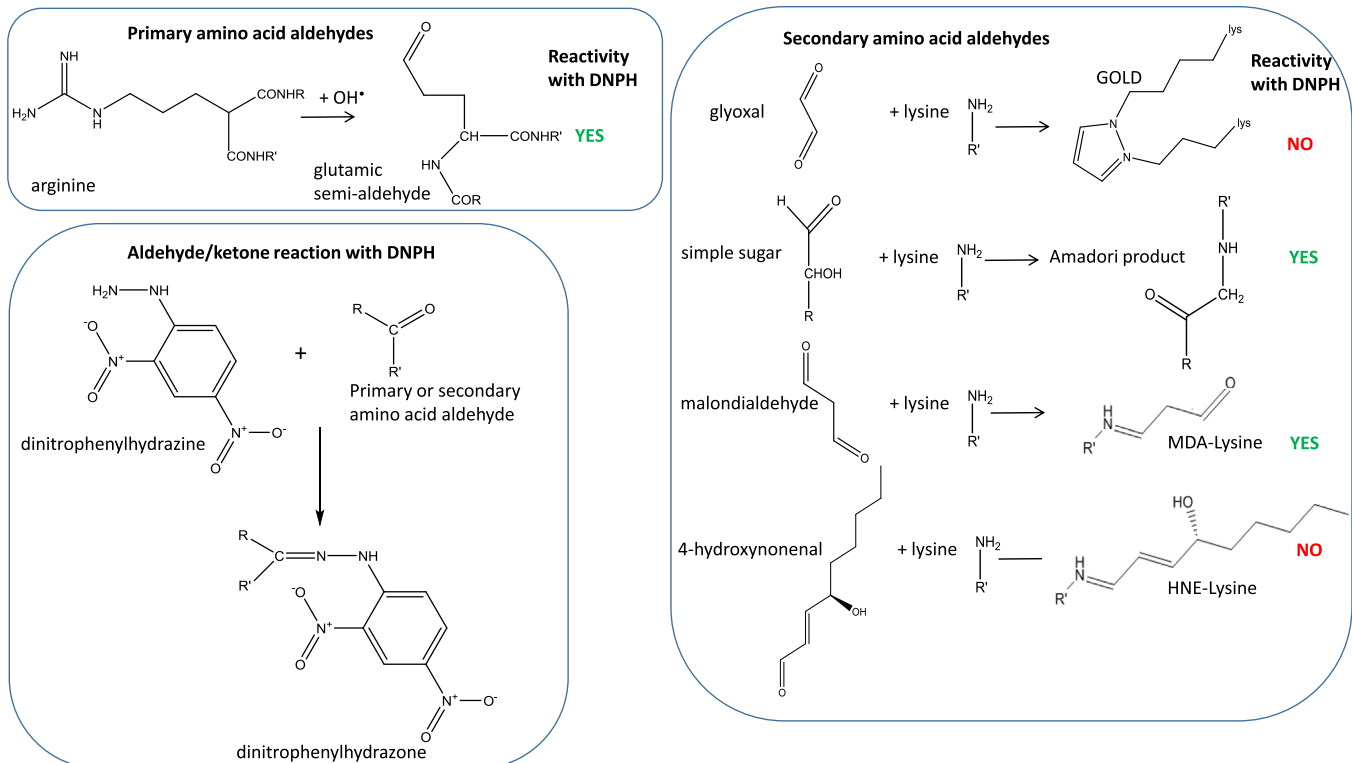 Primary amino acid aldehydes
NH
H₂N
N
H
CONHR
CONHR'
arginine
+ OH•
O
CH
CONHR'
HN
COR
glutamic
semi-aldehyde
Reactivity
with DNPH
YES
Aldehyde/ketone reaction with DNPH
H₂N
NH
⁻O
N⁺
O
N⁺
O⁻
O
dinitrophenylhydrazine
+
R
C
O
R'
Primary or secondary
amino acid aldehyde
R
C
N
NH
R'
⁻O
N⁺
O
N⁺
O⁻
O
dinitrophenylhydrazone
Secondary amino acid aldehydes
Reactivity
with DNPH
glyoxal
O
O
+ lysine
NH₂
R'
GOLD
lys
N
N
lys
NO
simple sugar
H
O
CHOH
R
+ lysine
NH₂
R'
Amadori product
R'
NH
CH₂
O
R
YES
malondialdehyde
O
O
+ lysine
NH₂
R'
H
N
R'
O
MDA-Lysine
YES
4-hydroxynonenal
OH
O
+ lysine
NH₂
R'
HO
H
N
R'
HNE-Lysine
NO